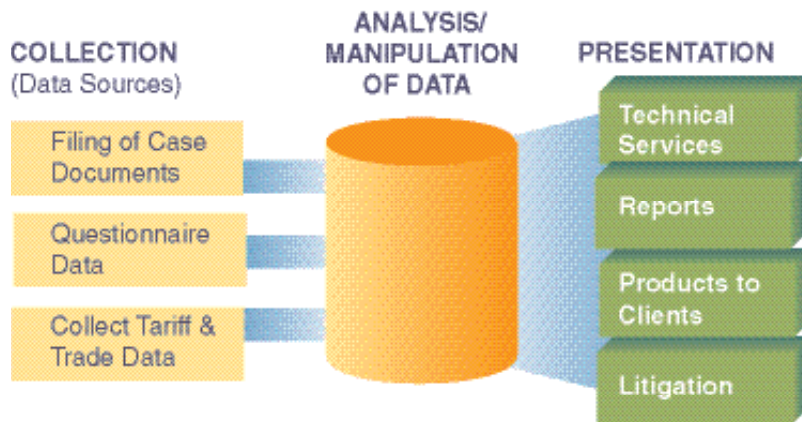 COLLECTION
(Data Sources)
Filing of Case
Documents
Questionnaire
Data
Collect Tariff &
Trade Data
ANALYSIS/
MANIPULATION
OF DATA
PRESENTATION
Technical
Services
Reports
Products to
Clients
Litigation